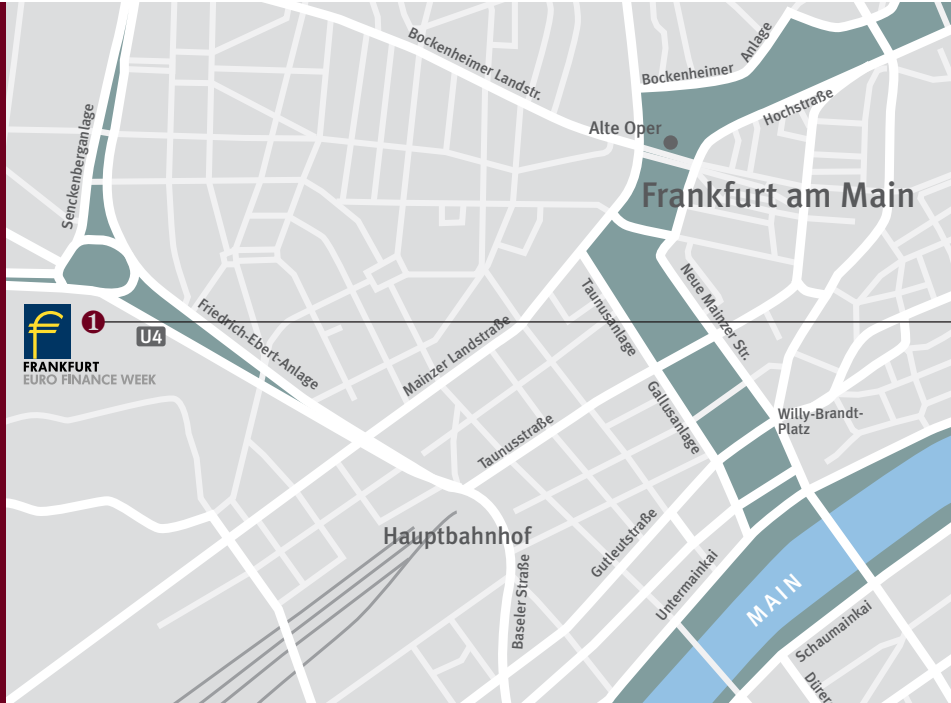 Bockenheimer Landstr.
Bockenheimer
Anlage
Hochstraße
Alte Oper
Senckenberganlage
Frankfurt am Main
Neue Mainzer Str.
Taunusanlage
1
U4
Friedrich-Ebert-Anlage
Mainzer Landstraße
FRANKFURT
EURO FINANCE WEEK
Gallusanlage
Willy-Brandt-
Platz
Taunusstraße
Hauptbahnhof
Gutleutstraße
Baseler Straße
Untermainkai
MAIN
Schaumainkai
Dürer